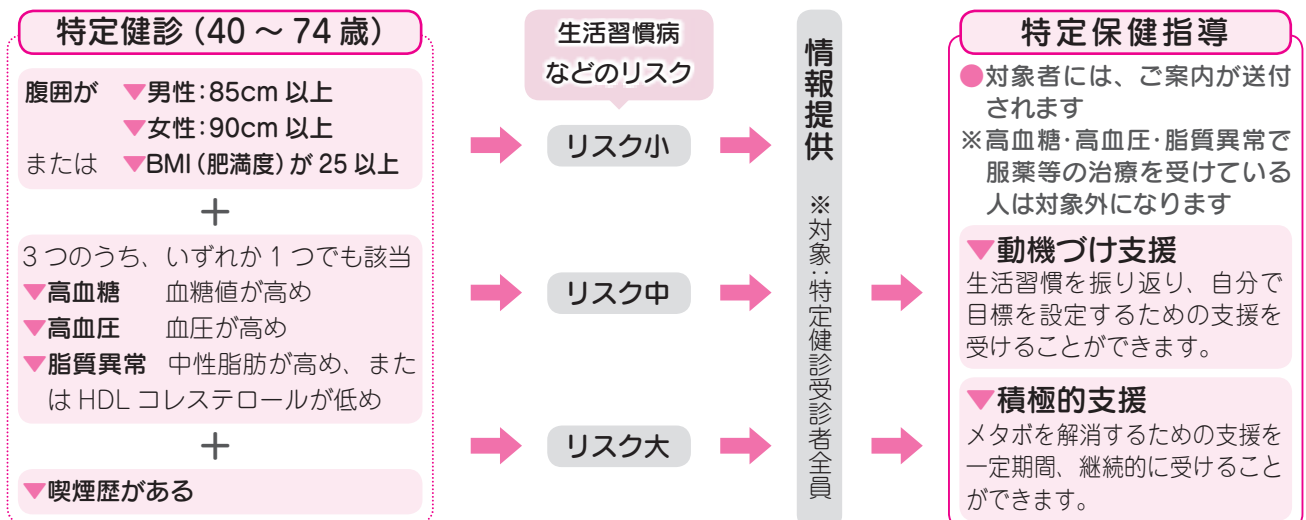 特定健診（40～74歳）
腹囲が ▼男性：85cm 以上
▼女性：90cm 以上
または ▼BMI（肥満度）が 25 以上
＋
3 つのうち、いずれか 1 つでも該当
▼高血糖 血糖値が高め
▼高血圧 血圧が高め
▼脂質異常 中性脂肪が高め、また
は HDL コレステロールが低め
＋
▼喫煙歴がある
生活習慣病
などのリスク
リスク小
リスク中
リスク大
情報提供 ※対象：特定健診受診者全員
特定保健指導
●対象者には、ご案内が送付
されます
※高血糖・高血圧・脂質異常で
服薬等の治療を受けている
人は対象外になります
▼動機づけ支援
生活習慣を振り返り、自分で
目標を設定するための支援を
受けることができます。
▼積極的支援
メタボを解消するための支援を
一定期間、継続的に受けること
ができます。